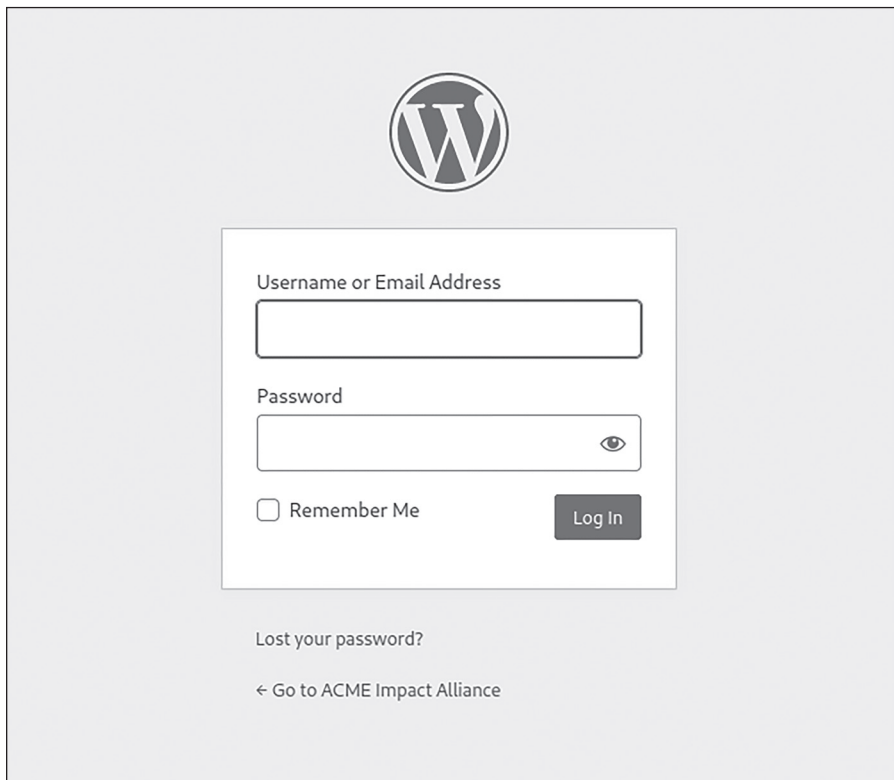 Username or Email Address
Password
Remember Me
Log In
Lost your password?
← Go to ACME Impact Alliance